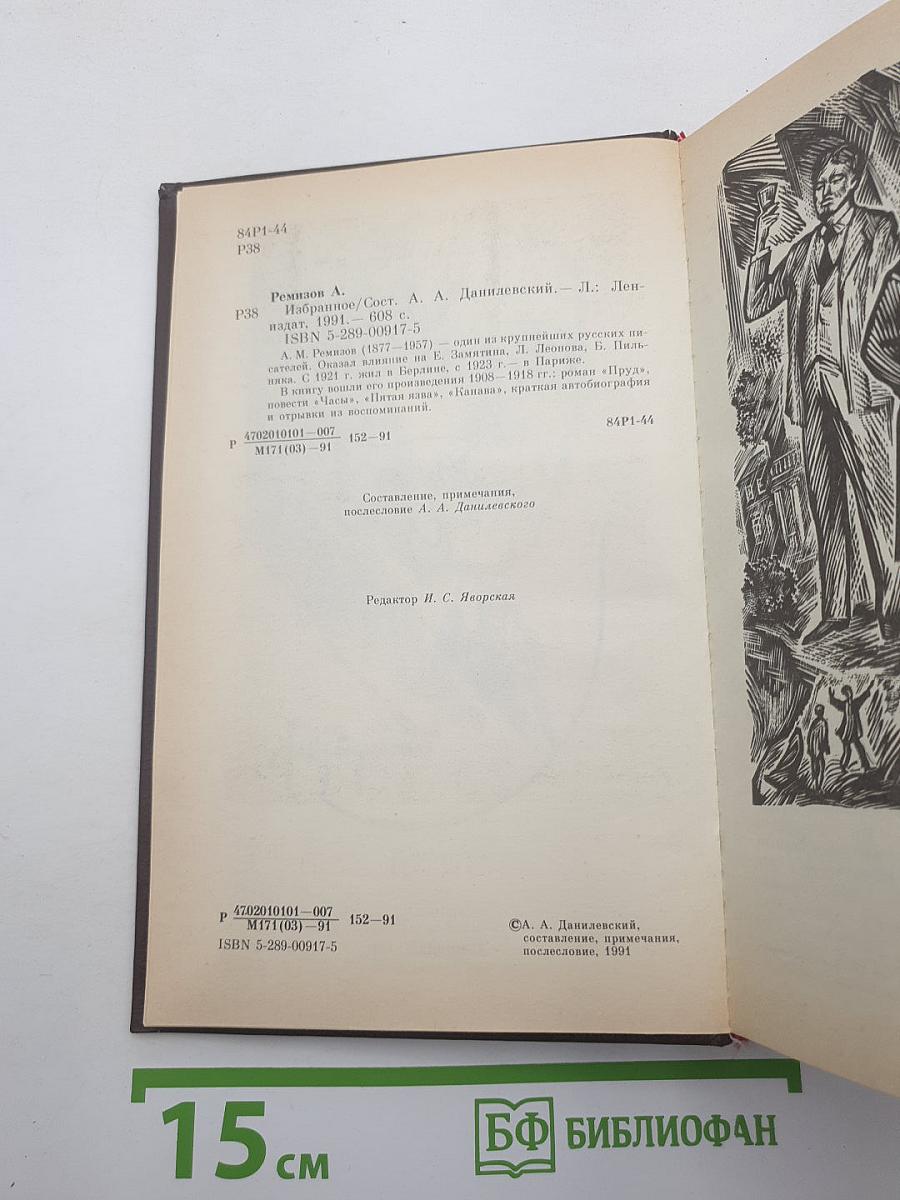 84Р1-44
Р38
Ремизов А.
Р38 Избранное/Сост. А. А. Данилевский.— Л.: Лен-
издат, 1991.— 608 с.
ISBN 5-289-00917-5
А. М. Ремизов (1877—1957) — один из крупнейших русских пи-
сателей. Оказал влияние на Е. Замятина, Л. Леонова, Б. Пиль-
няка. С 1921 г. жил в Берлине, с 1923 г.— в Париже.
В книгу вошли его произведения 1908—1918 гг.: роман «Пруд»,
повести «Часы», «Пятая язва», «Канава», краткая автобиография
и отрывки из воспоминаний.
Р 4702010101—007
М171(03)—91 152—91
84Р1-44
Составление, примечания,
послесловие А. А. Данилевского
Редактор И. С. Яворская
Р 4702010101—007
М171(03)—91 152—91
ISBN 5-289-00917-5
©А. А. Данилевский,
составление, примечания,
послесловие, 1991
15 см
БФ БИБЛИОФАН